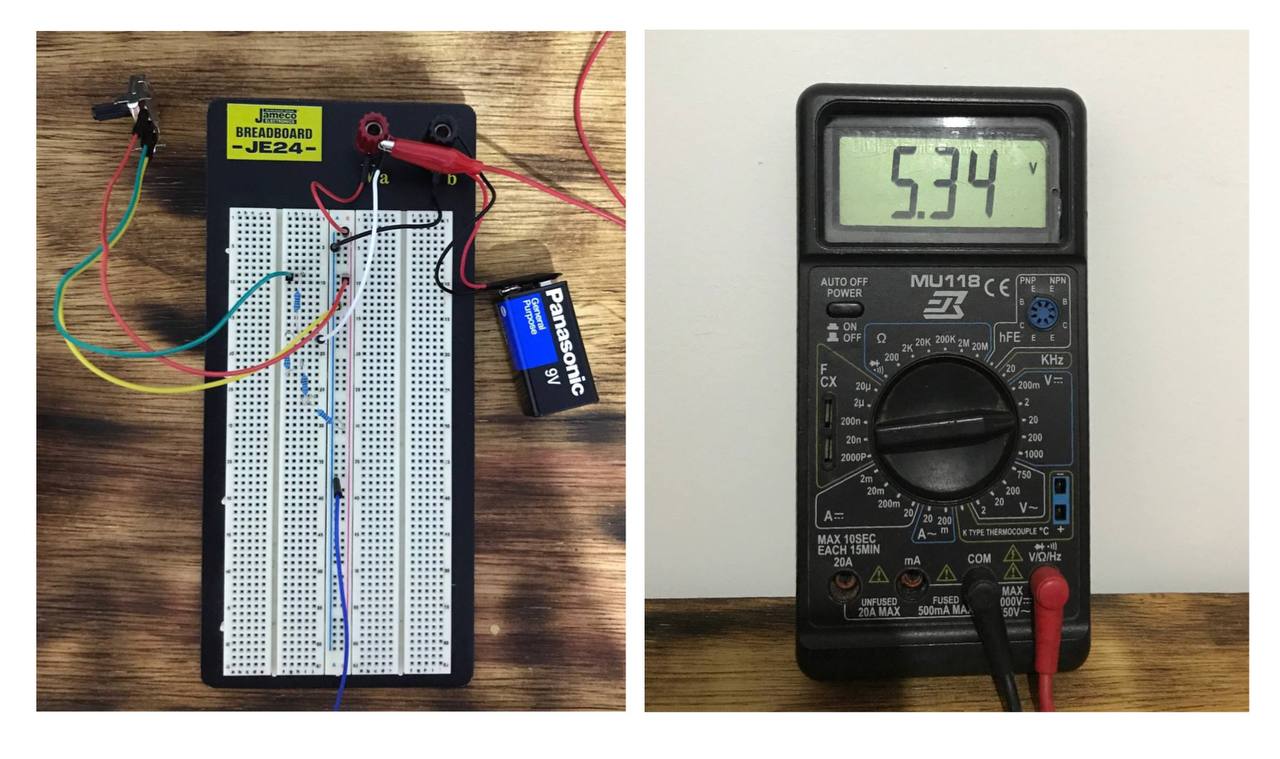 Jameco
ELECTRONICS
BREADBOARD
-JE24-
a
b
Panasonic
General
Purpose
9V
5.34
V
AUTO OFF
POWER
MU118
CE
ON
OFF
PNP NPN
E E
B B
C C
E E
hFE
Ω
200
2K
20K
200K
2M
20M
KHz
20
V
200m
2
20
200
1000
F
CX
20µ
2µ
200n
20n
2000P
2m
20m
200m
20
A
20
200
m
A~
2
20
200
750
V~
K TYPE THERMOCOUPLE °C
-
+
MAX 10SEC
EACH 15MIN
20A
mA
COM
V/Ω/Hz
UNFUSED
20A MAX
FUSED
500mA MAX
MAX